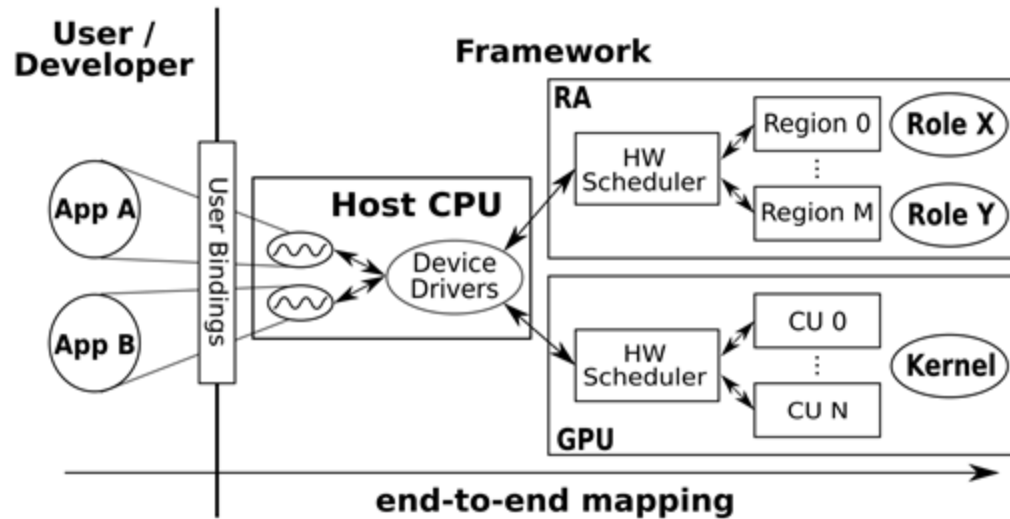 User /
Developer
Framework
App A
App B
User Bindings
Host CPU
Device
Drivers
RA
HW
Scheduler
Region 0
⋮
Region M
Role X
Role Y
HW
Scheduler
CU 0
⋮
CU N
Kernel
GPU
end-to-end mapping